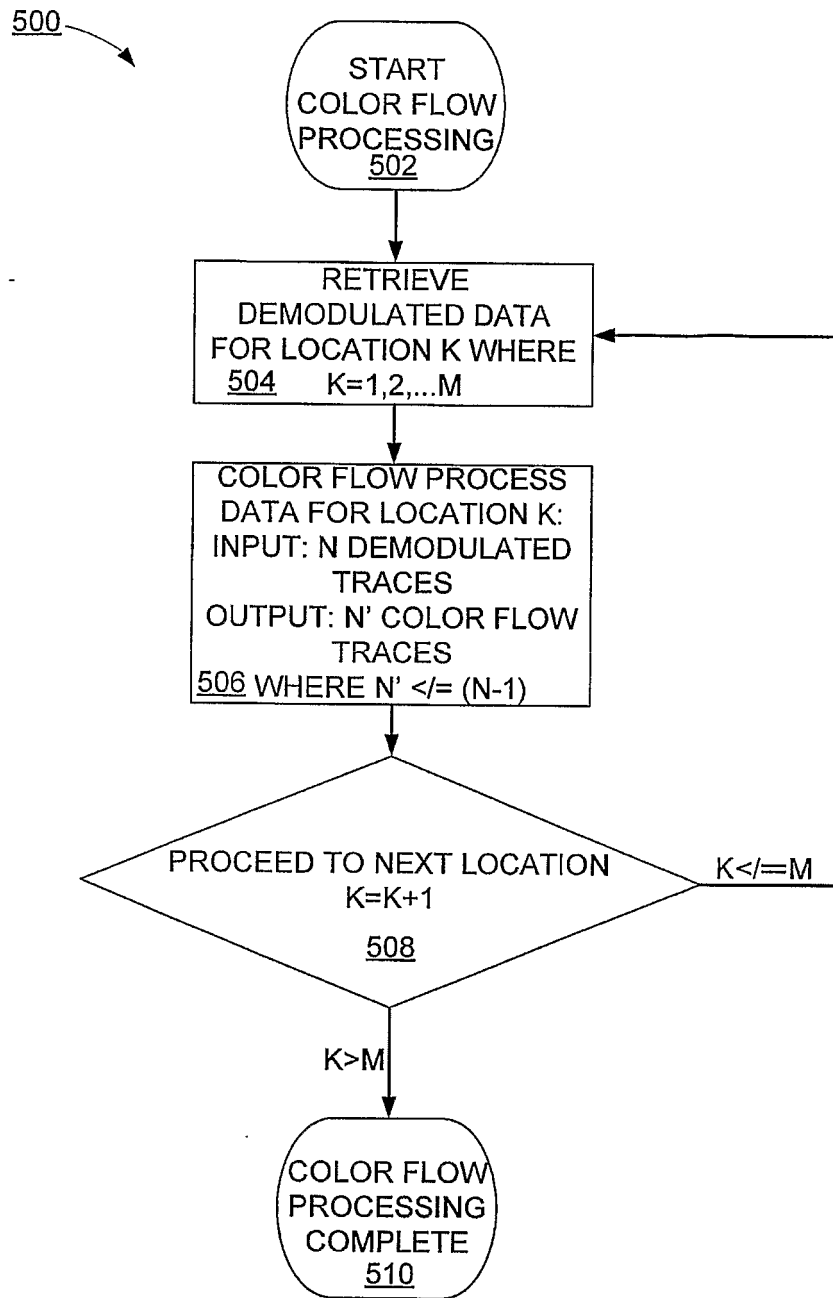 500
START
COLOR FLOW
PROCESSING
502
RETRIEVE
DEMODULATED DATA
FOR LOCATION K WHERE
504 K=1,2,...M
COLOR FLOW PROCESS
DATA FOR LOCATION K:
INPUT: N DEMODULATED
TRACES
OUTPUT: N' COLOR FLOW
TRACES
506 WHERE N' </= (N-1)
PROCEED TO NEXT LOCATION
K=K+1
508
K</==M
K>M
COLOR FLOW
PROCESSING
COMPLETE
510